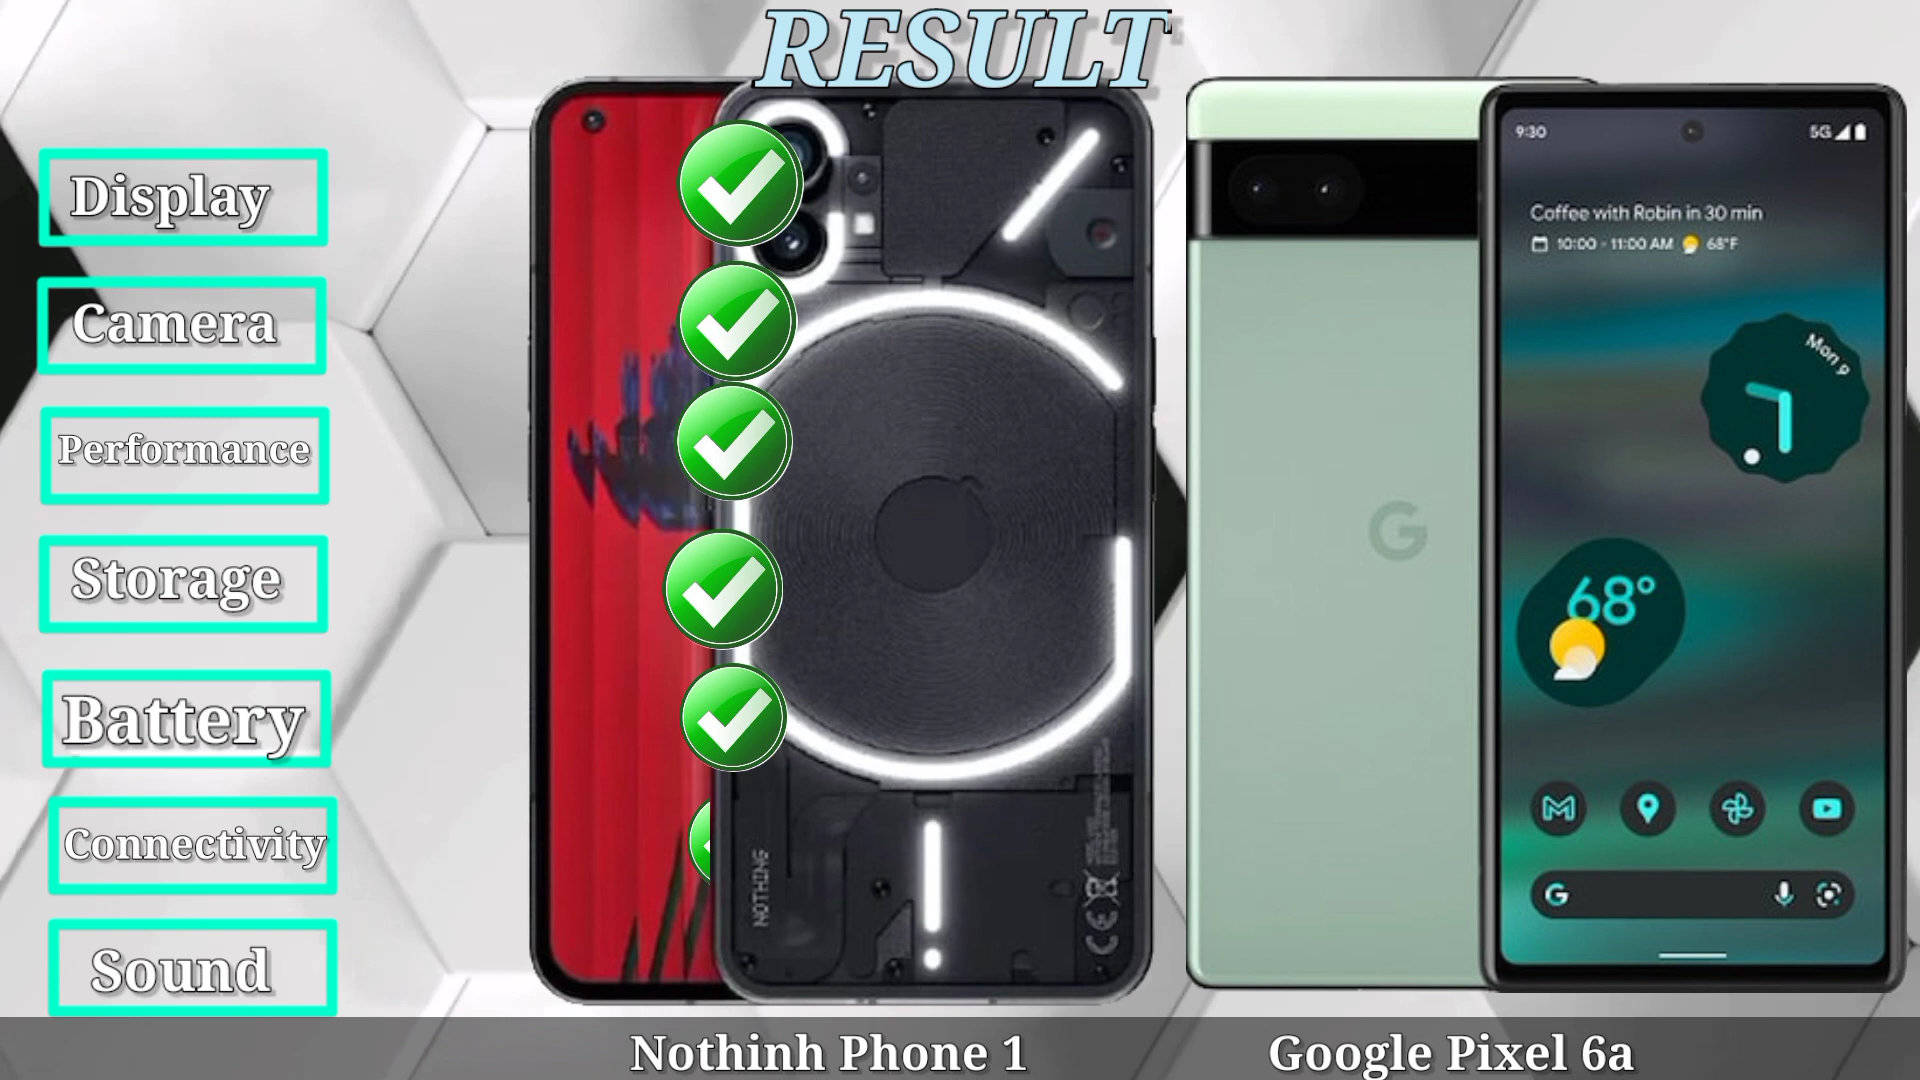 RESULT
Display
Camera
Performance
Storage
Battery
Connectivity
Sound
NOTHING
9:30
5G
Coffee with Robin in 30 min
10:00 - 11:00 AM 68°F
Mon 9
68°
G
G
Nothinh Phone 1
Google Pixel 6a